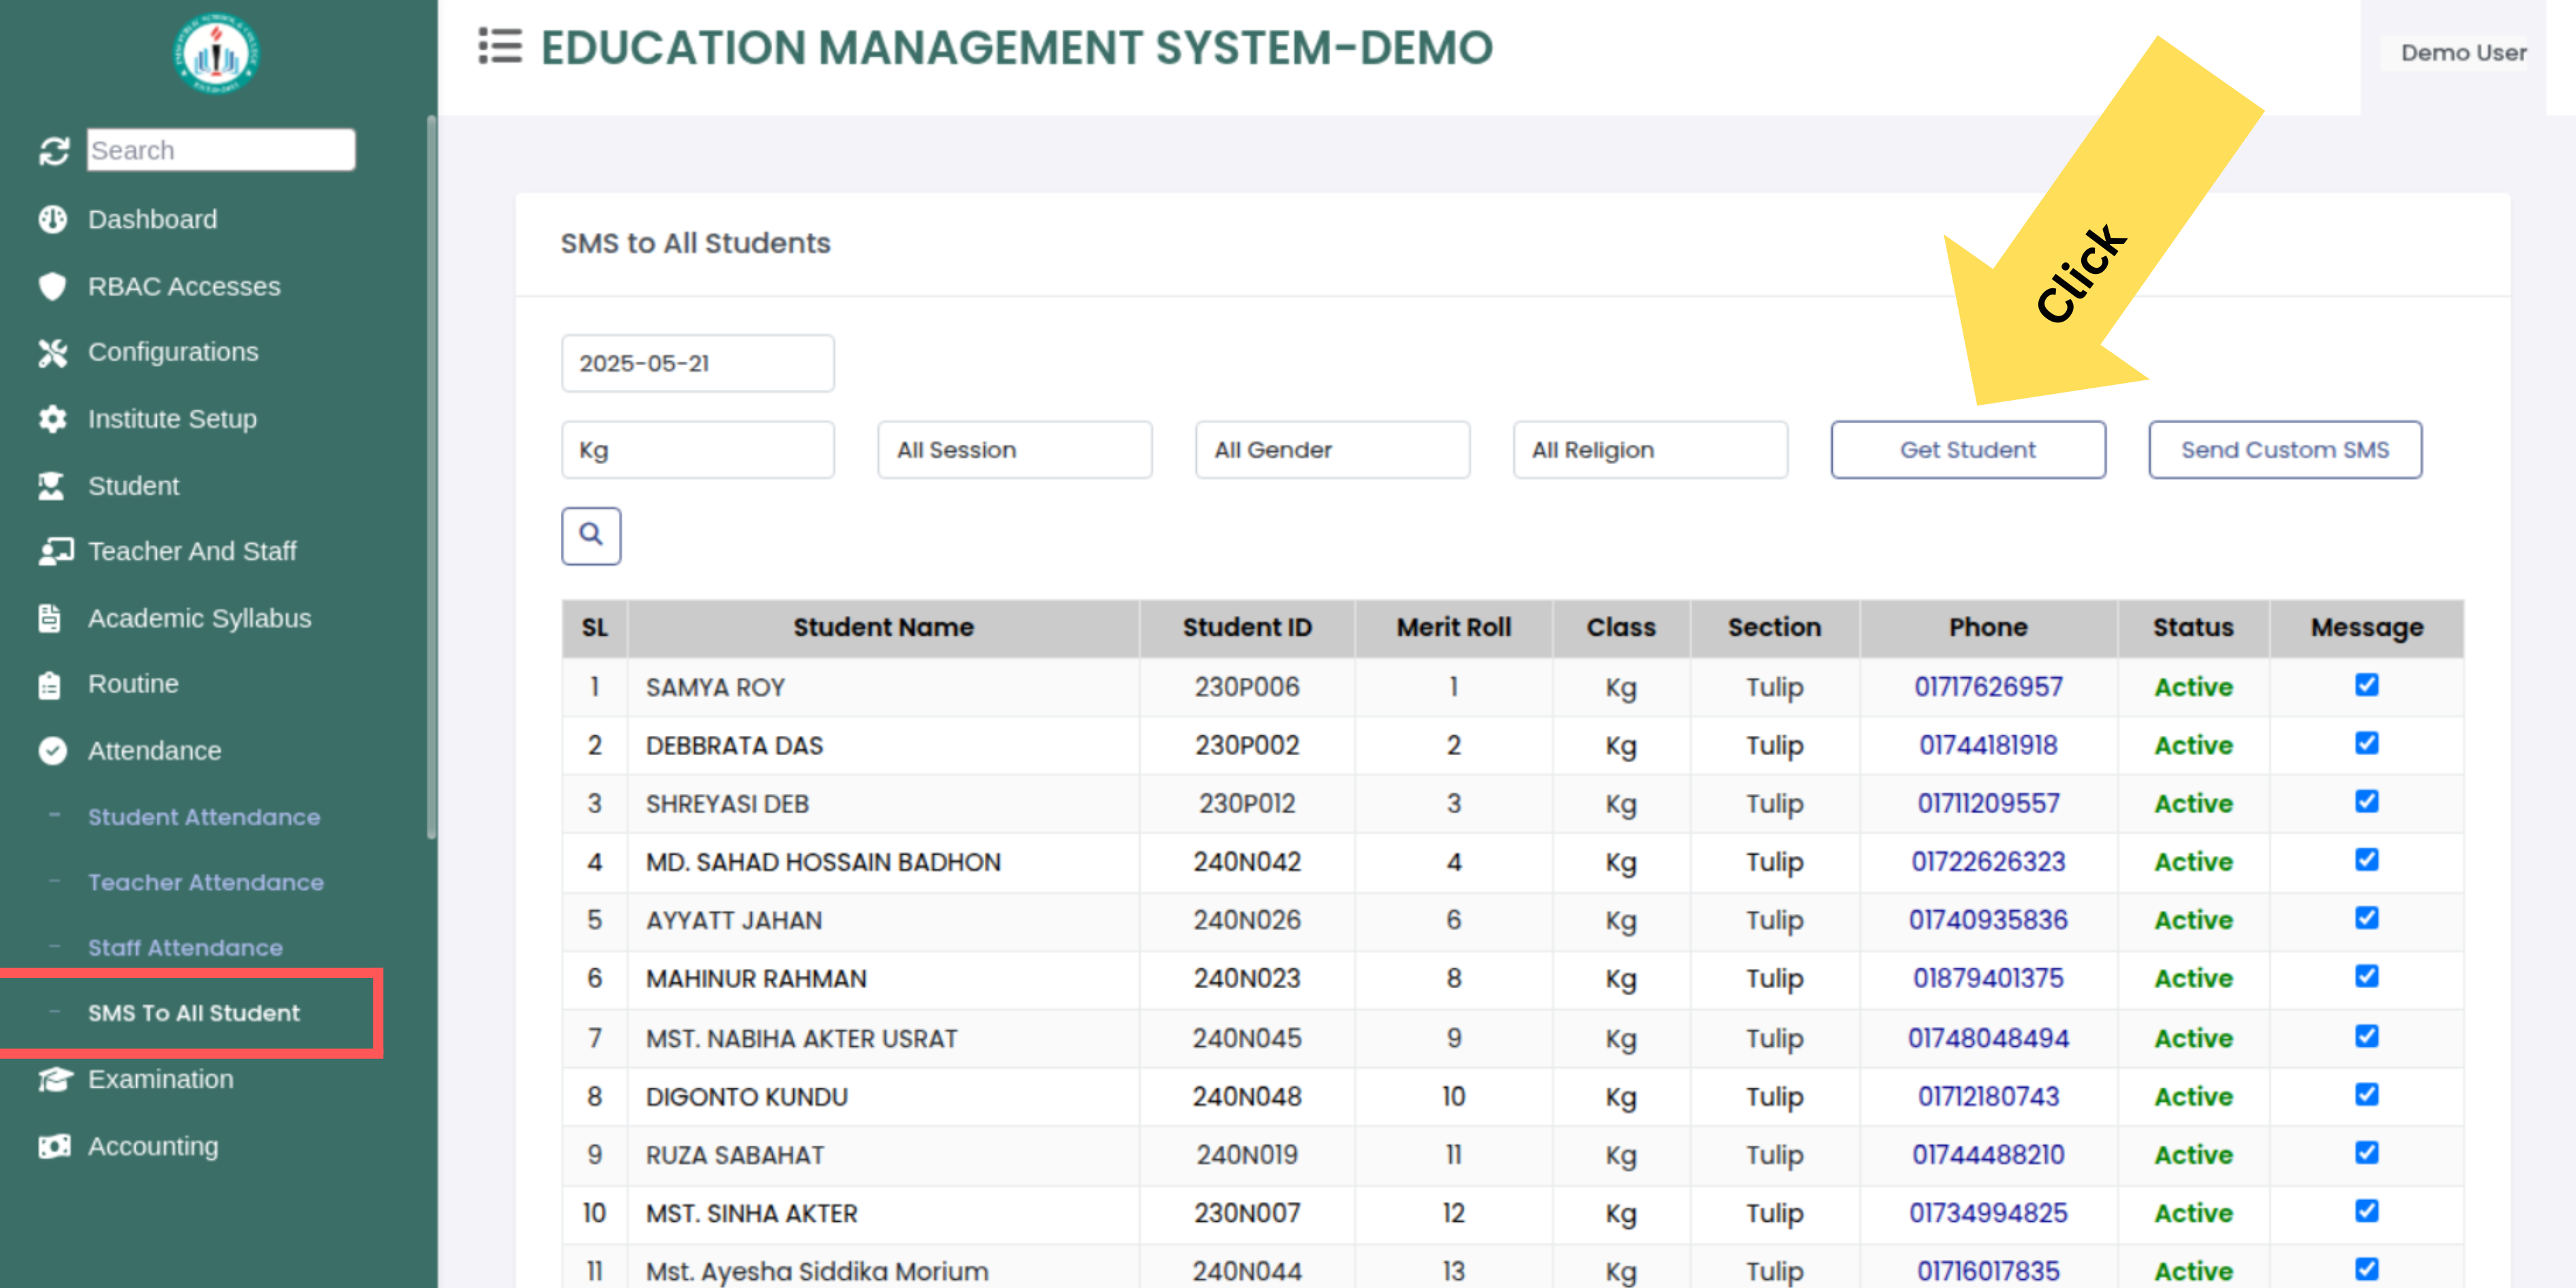 EDUCATION MANAGEMENT SYSTEM-DEMO
Demo User
Search
Dashboard
RBAC Accesses
Configurations
Institute Setup
Student
Teacher And Staff
Academic Syllabus
Routine
Attendance
- Student Attendance
- Teacher Attendance
- Staff Attendance
- SMS To All Student
Examination
Accounting
SMS to All Students
Click
2025-05-21
Kg All Session All Gender All Religion Get Student Send Custom SMS
SL Student Name Student ID Merit Roll Class Section Phone Status Message
1 SAMYA ROY 230P006 1 Kg Tulip 01717626957 Active
2 DEBBRATA DAS 230P002 2 Kg Tulip 01744181918 Active
3 SHREYASI DEB 230P012 3 Kg Tulip 01711209557 Active
4 MD. SAHAD HOSSAIN BADHON 240N042 4 Kg Tulip 01722626323 Active
5 AYYATT JAHAN 240N026 6 Kg Tulip 01740935836 Active
6 MAHINUR RAHMAN 240N023 8 Kg Tulip 01879401375 Active
7 MST. NABIHA AKTER USRAT 240N045 9 Kg Tulip 01748048494 Active
8 DIGONTO KUNDU 240N048 10 Kg Tulip 01712180743 Active
9 RUZA SABAHAT 240N019 11 Kg Tulip 01744488210 Active
10 MST. SINHA AKTER 230N007 12 Kg Tulip 01734994825 Active
11 Mst. Ayesha Siddika Morium 240N044 13 Kg Tulip 01716017835 Active